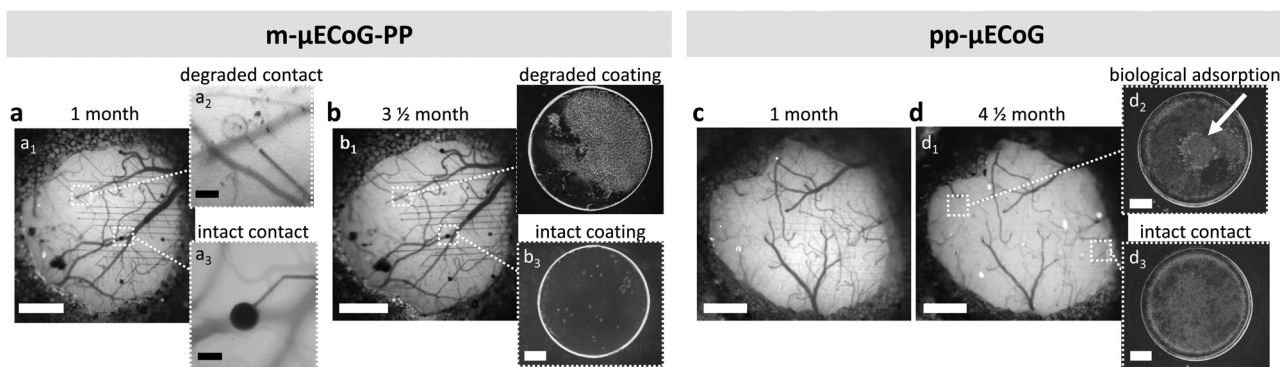 m-µECoG-PP
pp-µECoG
degraded contact
degraded coating
biological adsorption
a
1 month
a2
b
3 ½ month
c
1 month
d
4 ½ month
d2
a1
b1
d1
intact contact
intact coating
intact contact
a3
b3
d3